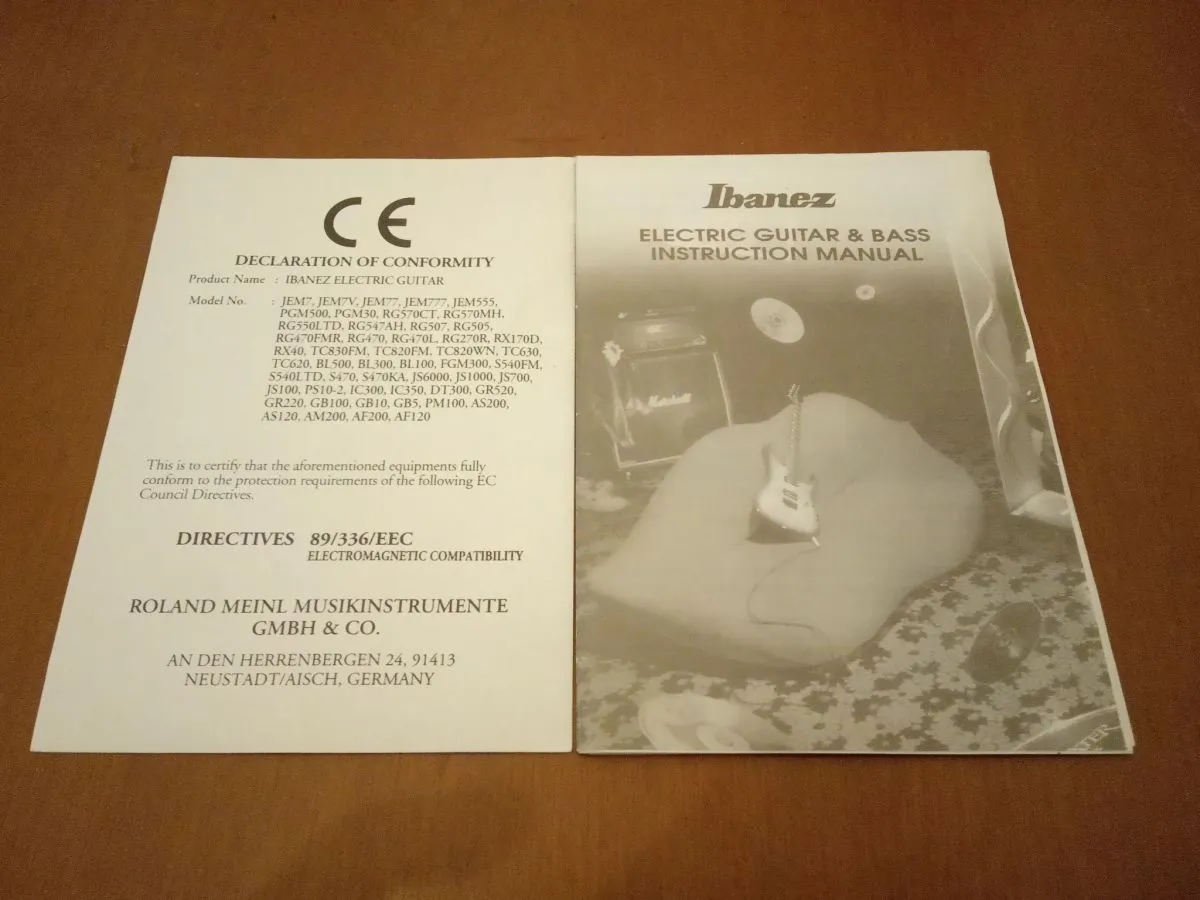 CE
DECLARATION OF CONFORMITY
Product Name : IBANEZ ELECTRIC GUITAR
Model No. : JEM7, JEM7V, JEM77, JEM777, JEM555,
PGM500, PGM30, RG570CT, RG570MH,
RG550LTD, RG547AH, RG507, RG505,
RG470FMR, RG470, RG470L, RG270R, RX170D,
RX40, TC830FM, TC820FM, TC820WN, TC630,
TC620, BL500, BL300, BL100, FGM300, S540FM,
S540LTD, S470, S470KA, JS6000, JS1000, JS700,
JS100, PS10-2, IC300, IC350, DT300, GR520,
GR220, GB100, GB10, GB5, PM100, AS200,
AS120, AM200, AF200, AF120
This is to certify that the aforementioned equipments fully
conform to the protection requirements of the following EC
Council Directives.
DIRECTIVES 89/336/EEC
ELECTROMAGNETIC COMPATIBILITY
ROLAND MEINL MUSIKINSTRUMENTE
GMBH & CO.
AN DEN HERRENBERGEN 24, 91413
NEUSTADT/AISCH, GERMANY
Ibanez
ELECTRIC GUITAR & BASS
INSTRUCTION MANUAL
Marshall